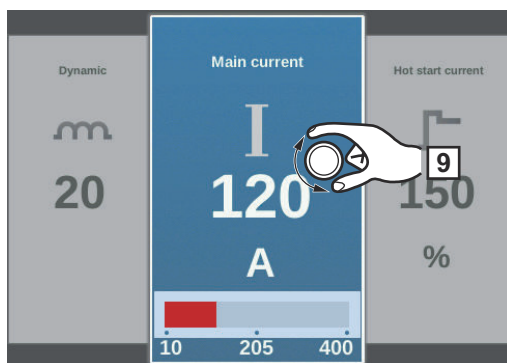 Dynamic
20
Main current
I
120
A
10 205 400
Hot start current
150
%
9